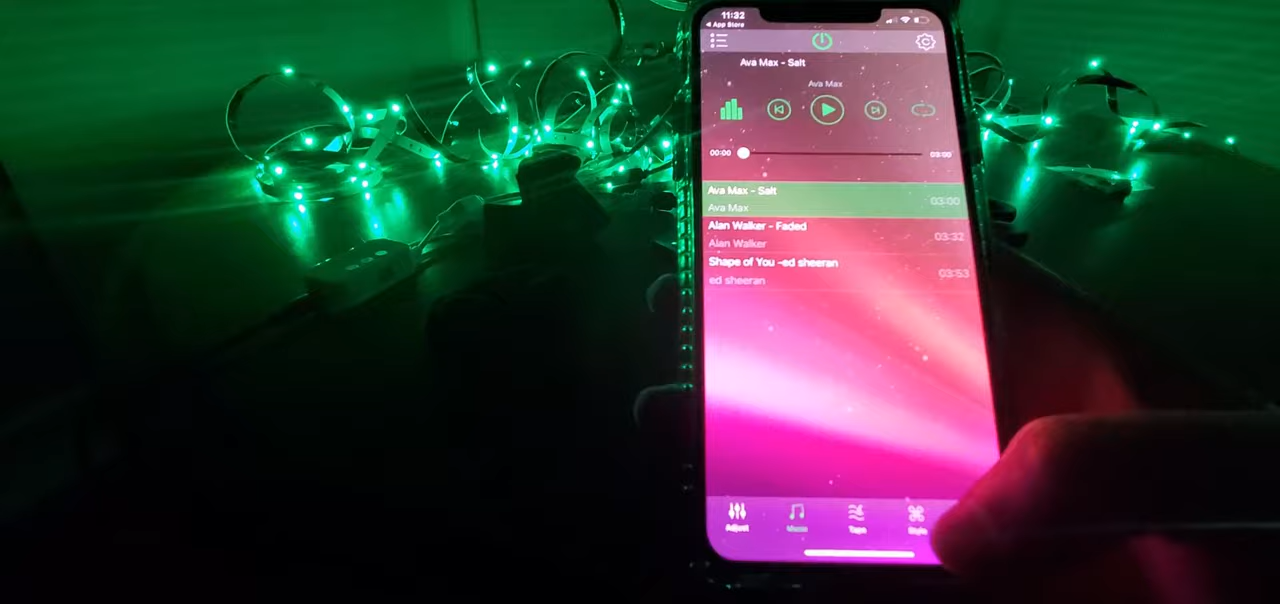 11:32
App Store
Ava Max - Salt
Ava Max
00:00
03:00
Ava Max - Salt
Ava Max
03:00
Alan Walker - Faded
Alan Walker
03:32
Shape of You -ed sheeran
ed sheeran
03:53
Adjust
Music
Tape
Style